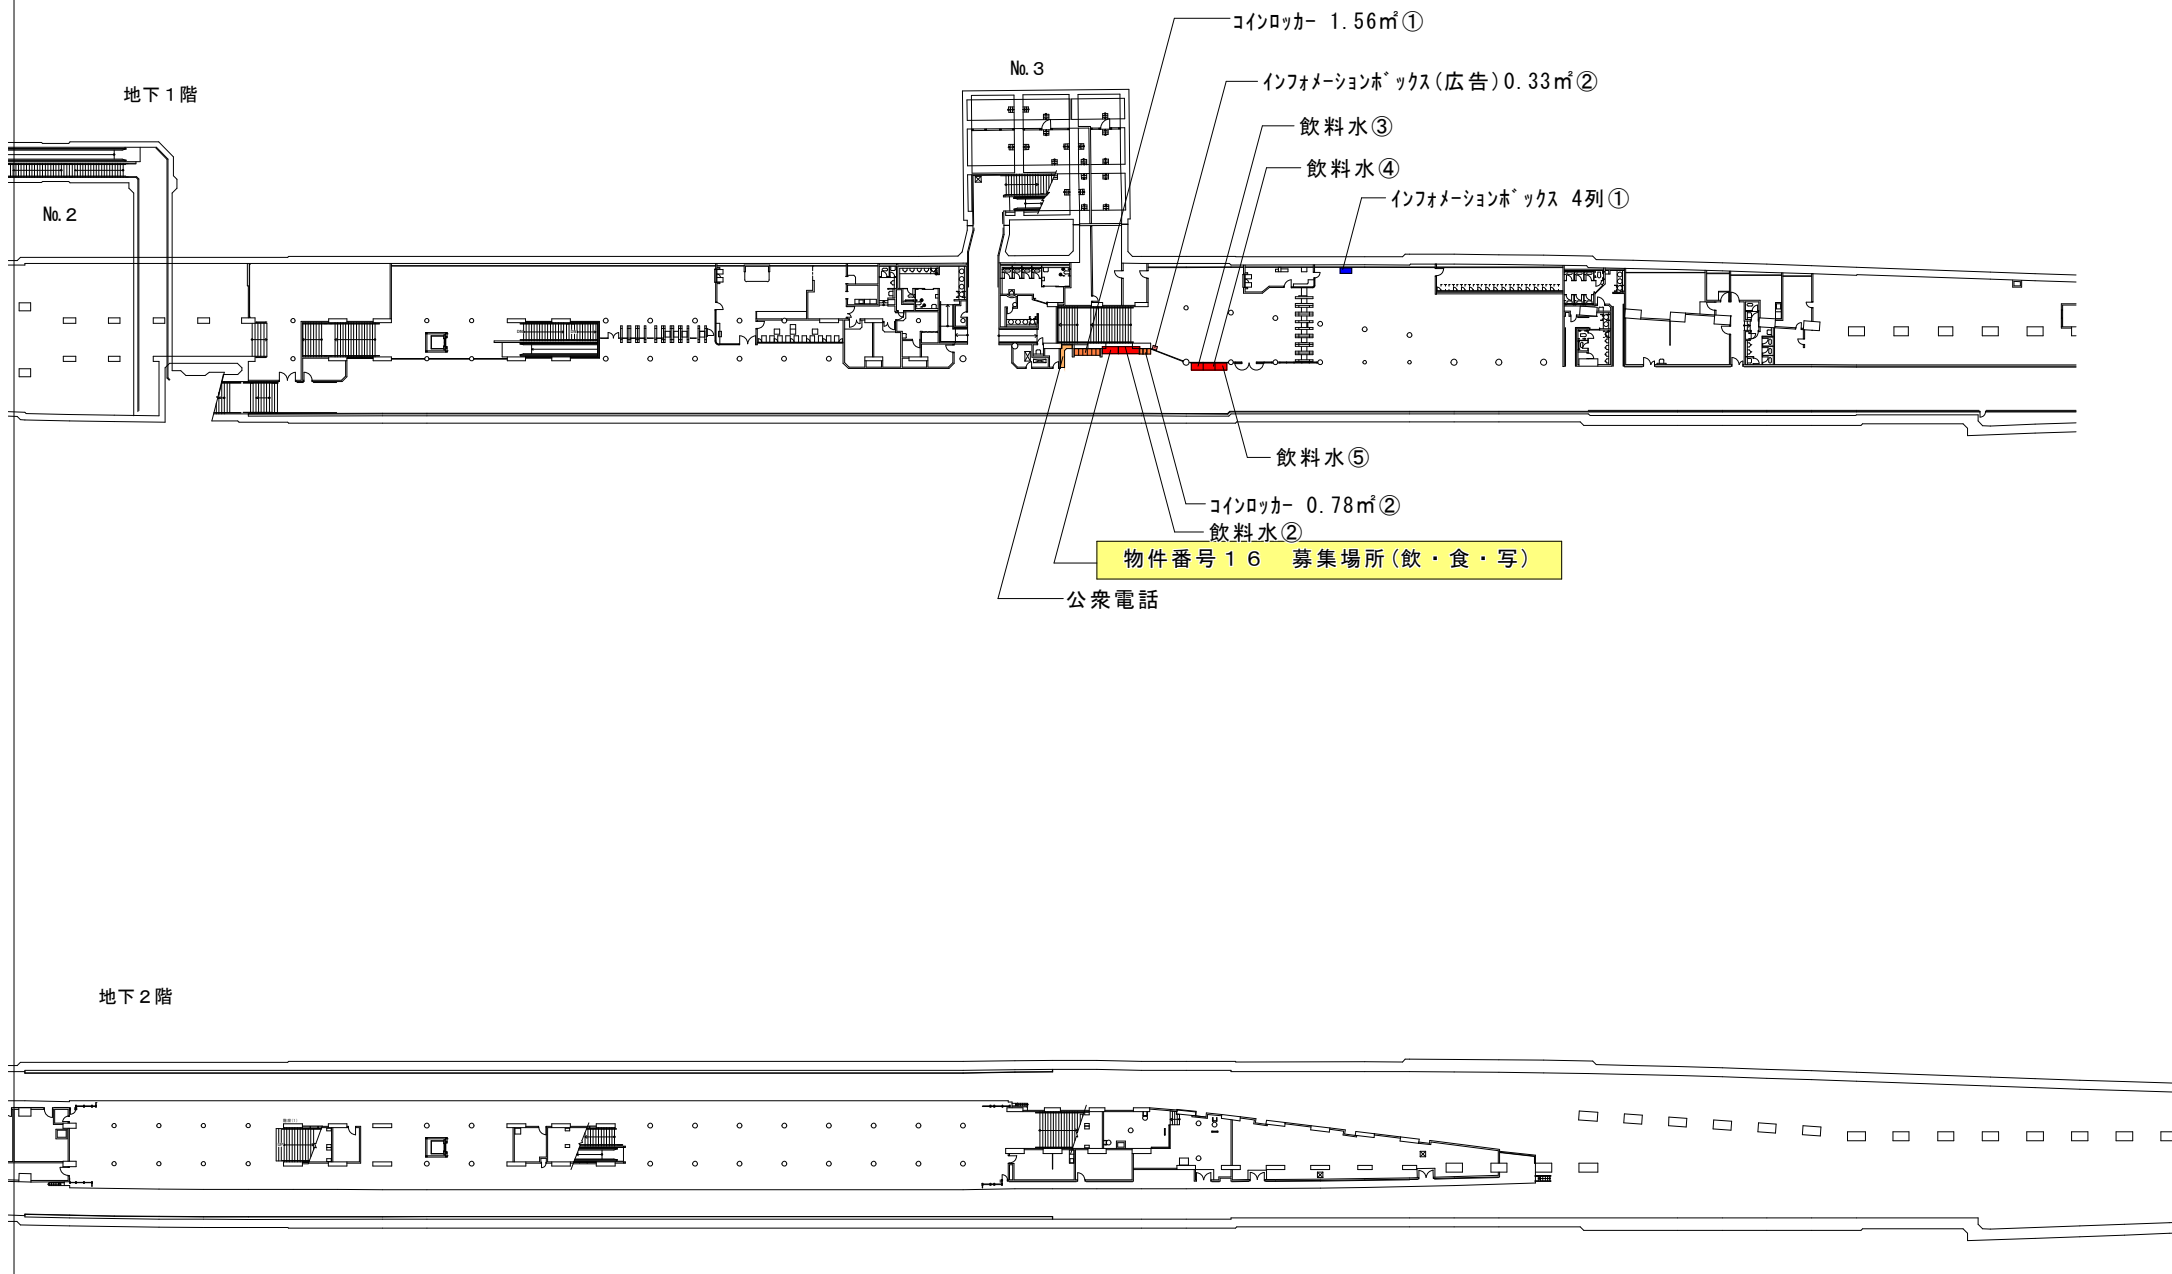 コインロッカー 1.56㎡①
№3
インフォメーションボックス(広告)0.33㎡②
地下1階
飲料水③
飲料水④
インフォメーションボックス 4列①
№2
飲料水⑤
コインロッカー 0.78㎡②
飲料水②
物件番号16 募集場所(飲・食・写)
公衆電話
地下2階